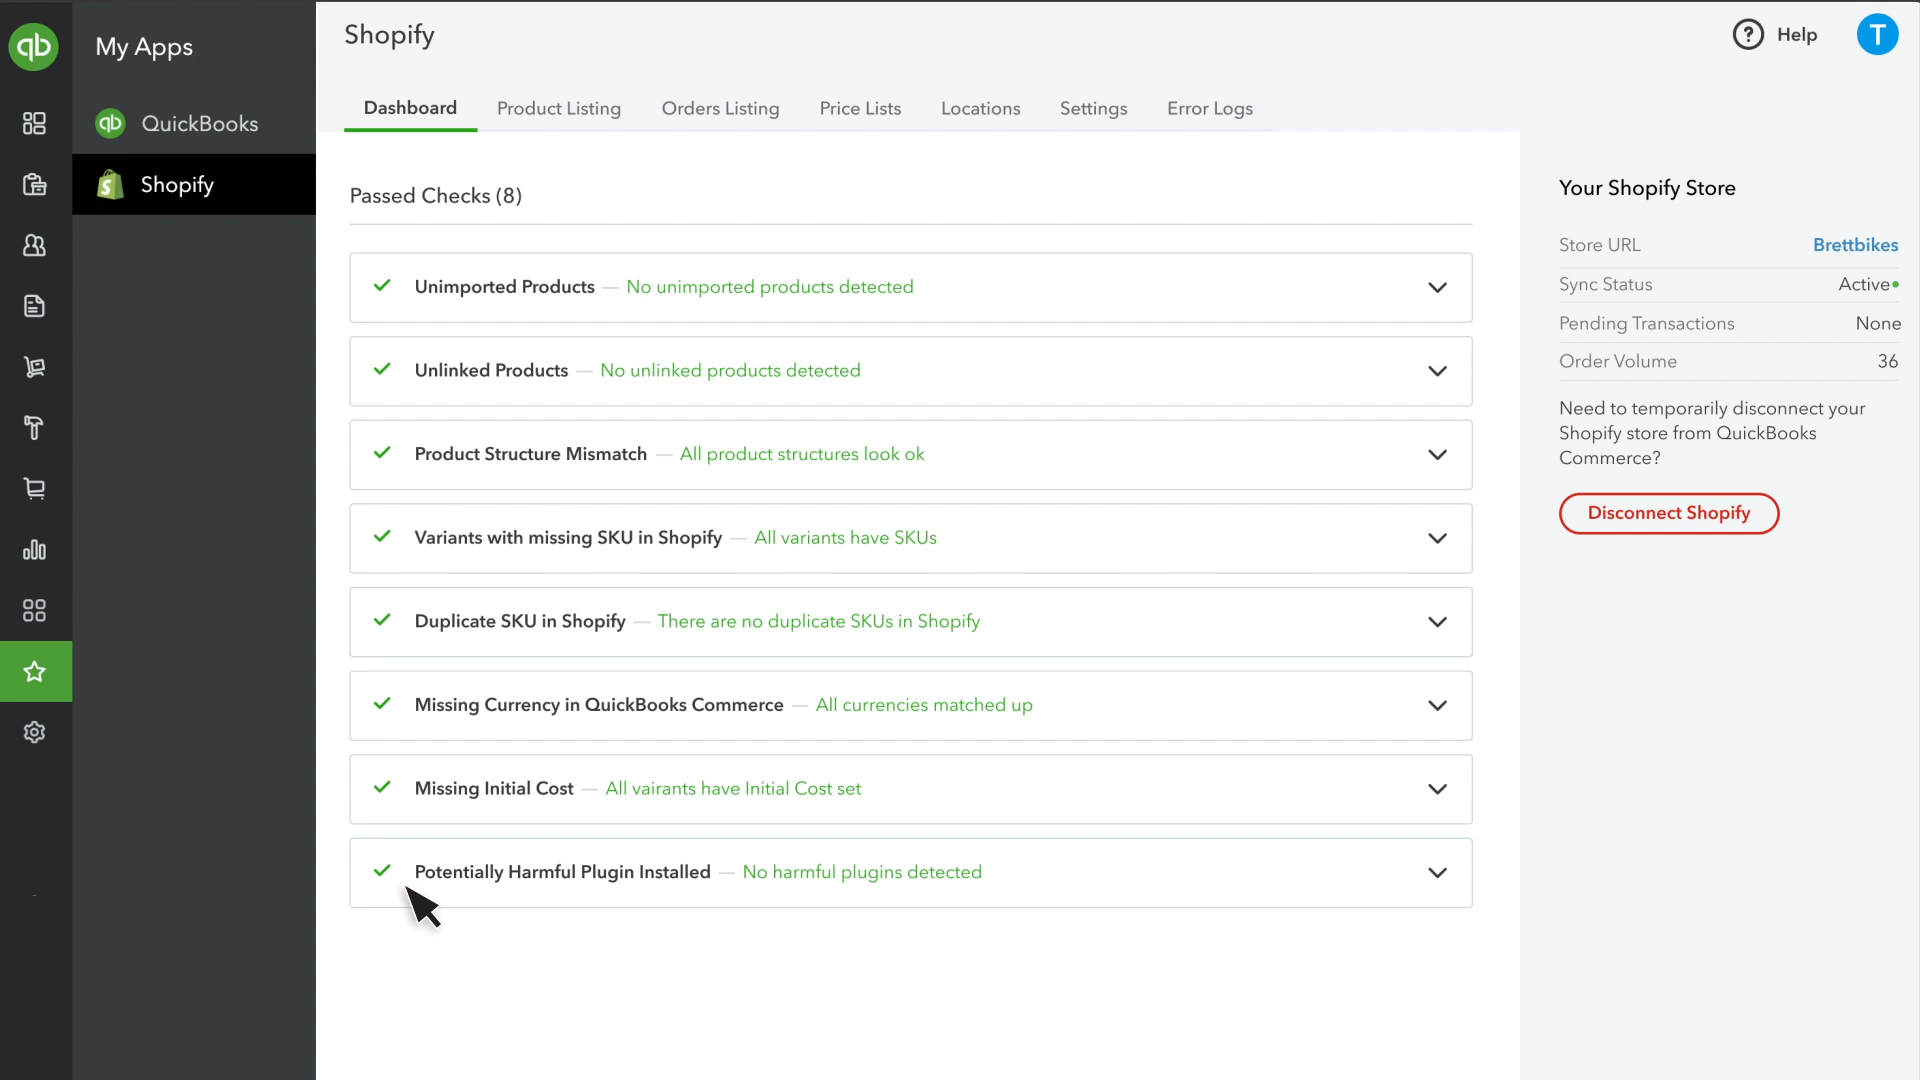 qb
My Apps
qb QuickBooks
Shopify
Shopify
? Help
T
Dashboard Product Listing Orders Listing Price Lists Locations Settings Error Logs
Passed Checks (8)
Unimported Products — No unimported products detected
Unlinked Products — No unlinked products detected
Product Structure Mismatch — All product structures look ok
Variants with missing SKU in Shopify — All variants have SKUs
Duplicate SKU in Shopify — There are no duplicate SKUs in Shopify
Missing Currency in QuickBooks Commerce — All currencies matched up
Missing Initial Cost — All vairants have Initial Cost set
Potentially Harmful Plugin Installed — No harmful plugins detected
Your Shopify Store
Store URL Brettbikes
Sync Status Active
Pending Transactions None
Order Volume 36
Need to temporarily disconnect your
Shopify store from QuickBooks
Commerce?
Disconnect Shopify